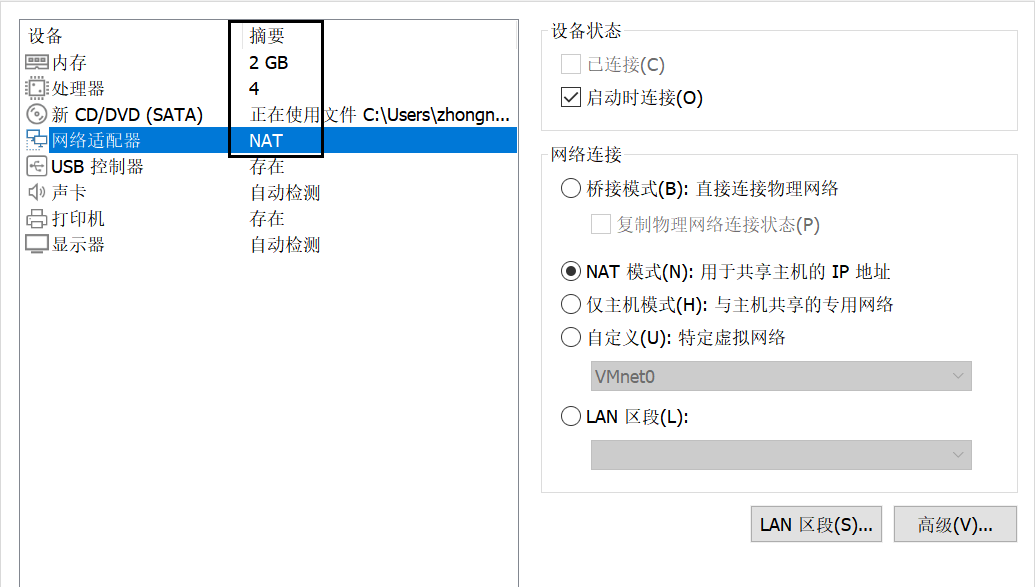 设备 摘要
内存 2 GB
处理器 4
新 CD/DVD (SATA) 正在使用文件 C:\Users\zhongn...
网络适配器 NAT
USB 控制器 存在
声卡 自动检测
打印机 存在
显示器 自动检测
设备状态
已连接(C)
启动时连接(O)
网络连接
桥接模式(B): 直接连接物理网络
复制物理网络连接状态(P)
NAT 模式(N): 用于共享主机的 IP 地址
仅主机模式(H): 与主机共享的专用网络
自定义(U): 特定虚拟网络
VMnet0
LAN 区段(L):
LAN 区段(S)... 高级(V)...